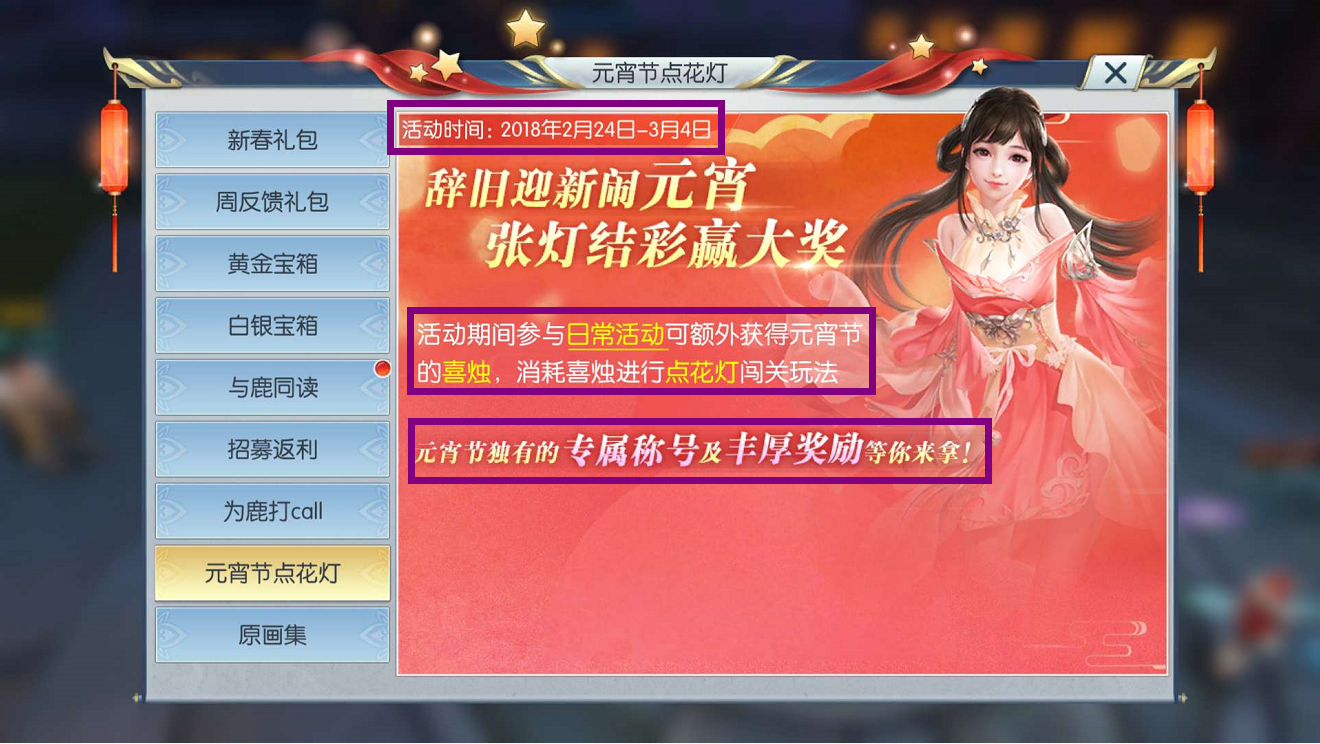 元宵节点花灯
新春礼包
周反馈礼包
黄金宝箱
白银宝箱
与鹿同读
招募返利
为鹿打call
元宵节点花灯
原画集
活动时间：2018年2月24日-3月4日
辞旧迎新闹元宵
张灯结彩赢大奖
活动期间参与日常活动可额外获得元宵节
的喜烛，消耗喜烛进行点花灯闯关玩法
元宵节独有的专属称号及丰厚奖励等你来拿！